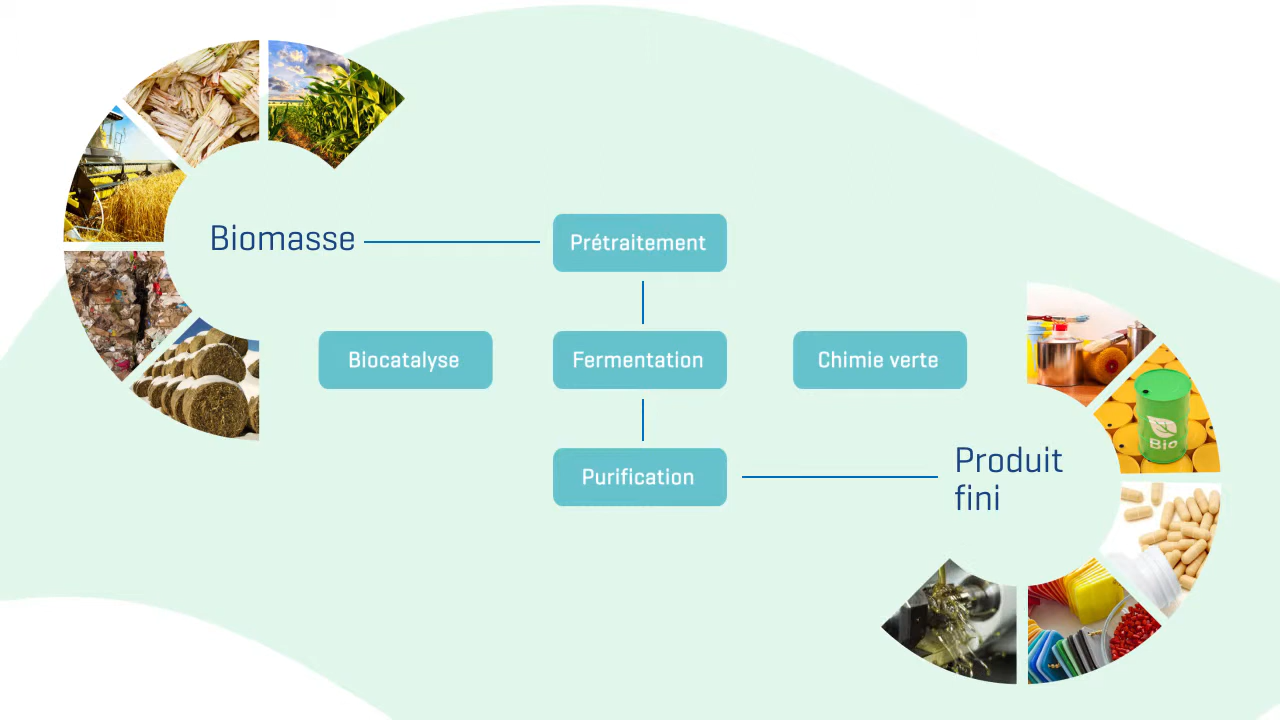 Biomasse
Prétraitement
Biocatalyse
Fermentation
Chimie verte
Purification
Produit
fini
Bio